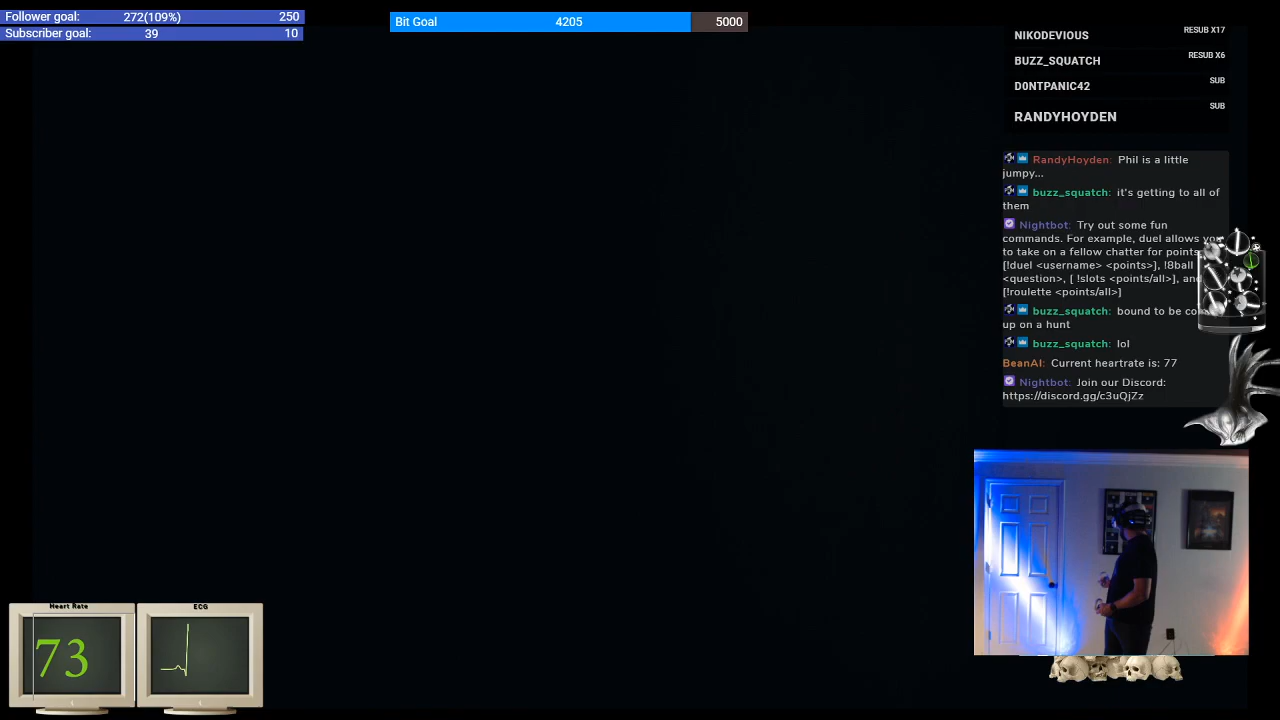 Follower goal: 272(109%) 250
Subscriber goal: 39 10
Bit Goal 4205 5000
NIKODEVIOUS RESUB X17
BUZZ_SQUATCH RESUB X6
D0NTPANIC42 SUB
RANDYHOYDEN SUB
RandyHoyden: Phil is a little
jumpy...
buzz_squatch: it's getting to all of
them
Nightbot: Try out some fun
commands. For example, duel allows you
to take on a fellow chatter for points
[!duel <username> <points>], !8ball
<question>, [ !slots <points/all>], and
[!roulette <points/all>]
buzz_squatch: bound to be
up on a hunt
buzz_squatch: lol
BeanAI: Current heartrate is: 77
Nightbot: Join our Discord:
https://discord.gg/c3uQjZz
Heart Rate
73
ECG